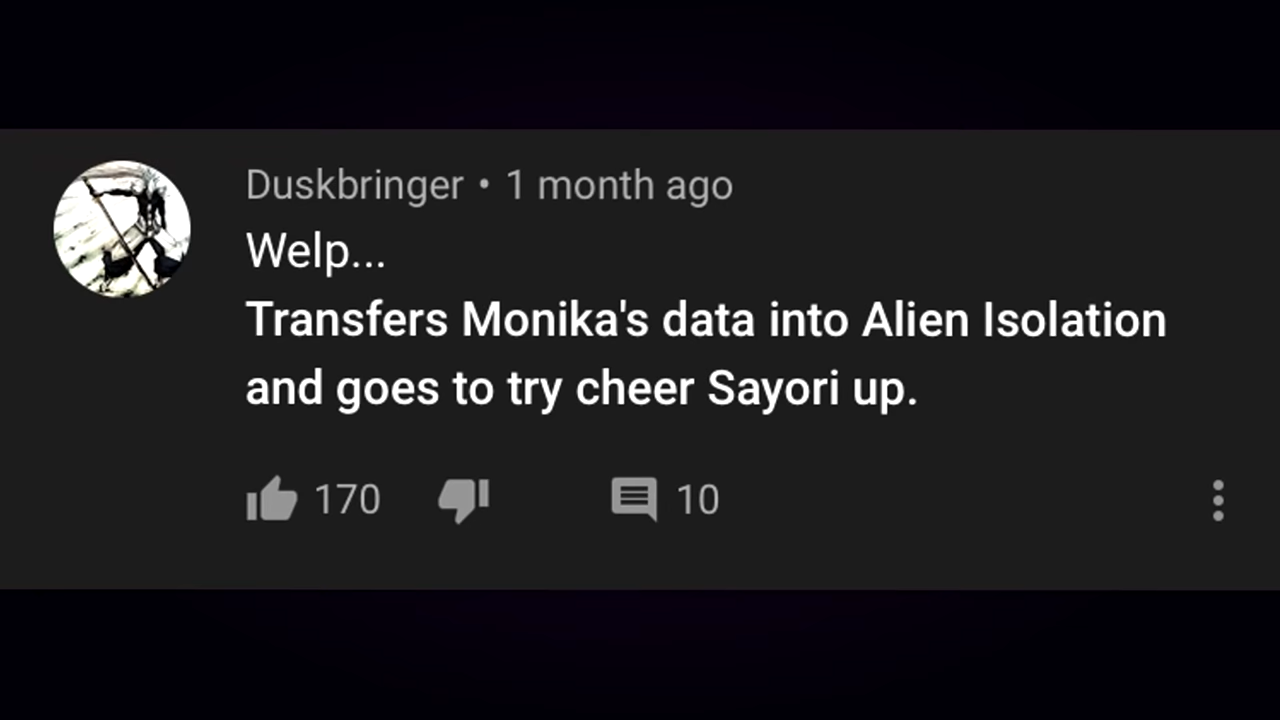 Duskbringer • 1 month ago
Welp...
Transfers Monika's data into Alien Isolation
and goes to try cheer Sayori up.
170 10